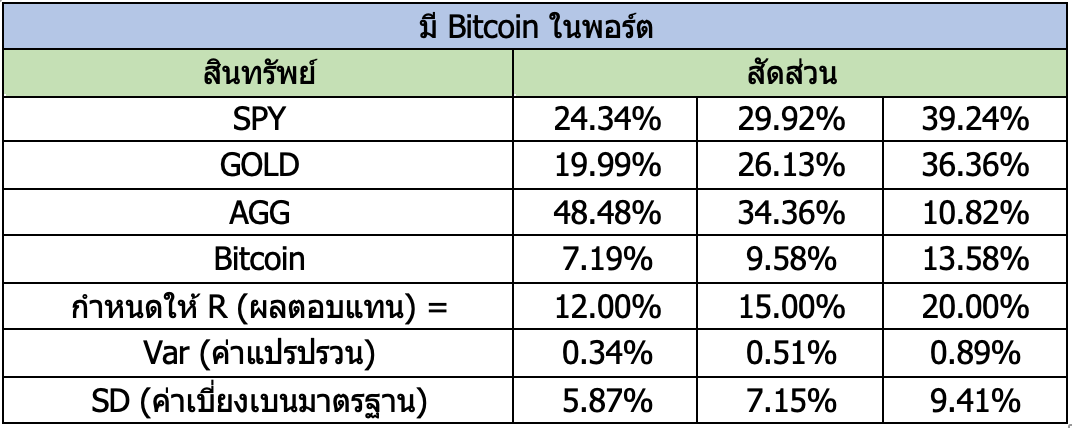 มี Bitcoin ในพอร์ต
สินทรัพย์ สัดส่วน
SPY 24.34% 29.92% 39.24%
GOLD 19.99% 26.13% 36.36%
AGG 48.48% 34.36% 10.82%
Bitcoin 7.19% 9.58% 13.58%
กำหนดให้ R (ผลตอบแทน) = 12.00% 15.00% 20.00%
Var (ค่าแปรปรวน) 0.34% 0.51% 0.89%
SD (ค่าเบี่ยงเบนมาตรฐาน) 5.87% 7.15% 9.41%